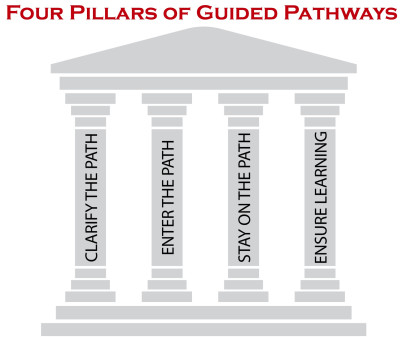 FOUR PILLARS OF GUIDED PATHWAYS
CLARIFY THE PATH
ENTER THE PATH
STAY ON THE PATH
ENSURE LEARNING